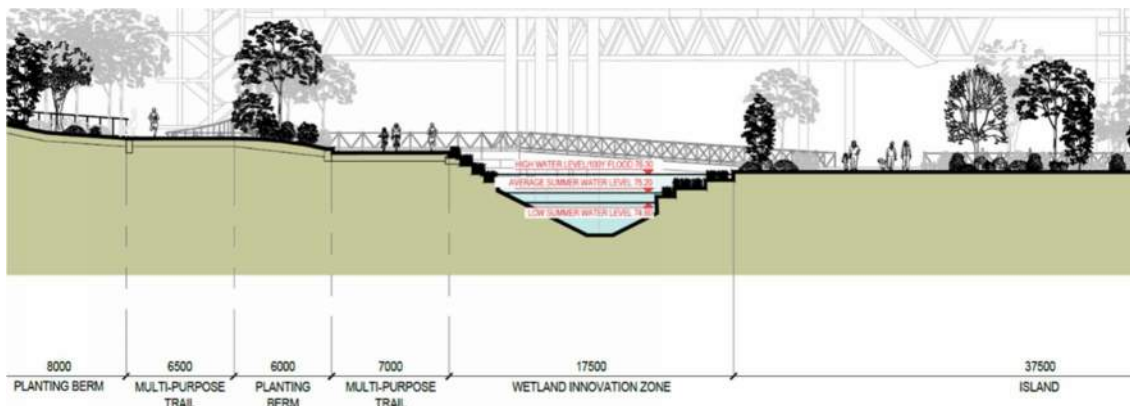 HIGH WATER LEVEL/100Y FLOOD 76.30
AVERAGE SUMMER WATER LEVEL 75.20
LOW SUMMER WATER LEVEL 74.80
8000
6500
6000
7000
17500
37500
PLANTING BERM
MULTI-PURPOSE
TRAIL
PLANTING
BERM
MULTI-PURPOSE
TRAIL
WETLAND INNOVATION ZONE
ISLAND